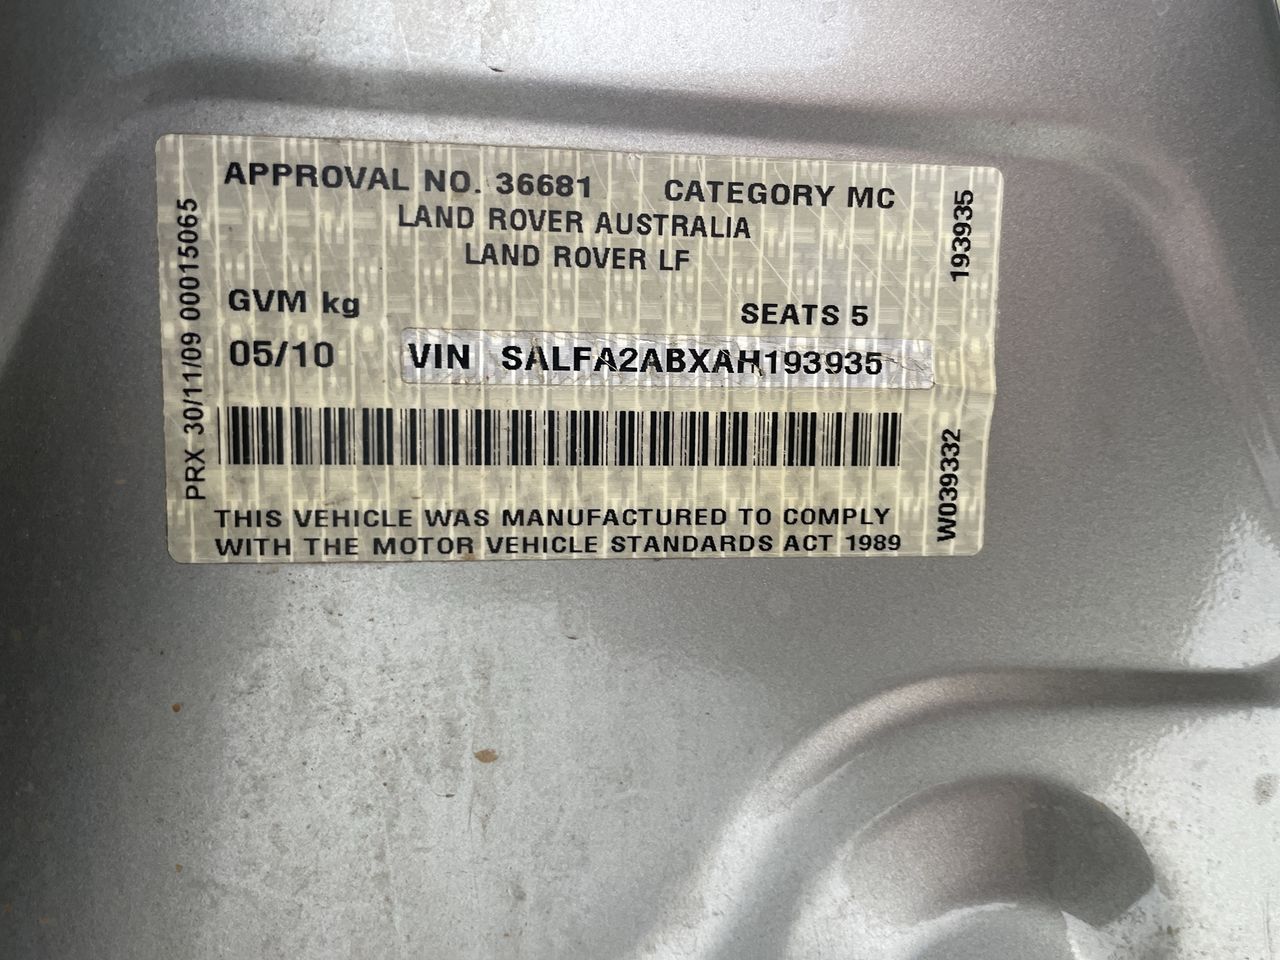 APPROVAL NO. 36681 CATEGORY MC
LAND ROVER AUSTRALIA
LAND ROVER LF
GVM kg SEATS 5
05/10 VIN SALFA2ABXAH193935
THIS VEHICLE WAS MANUFACTURED TO COMPLY
WITH THE MOTOR VEHICLE STANDARDS ACT 1989
PRX 30/11/09 00015065
193935
W039332